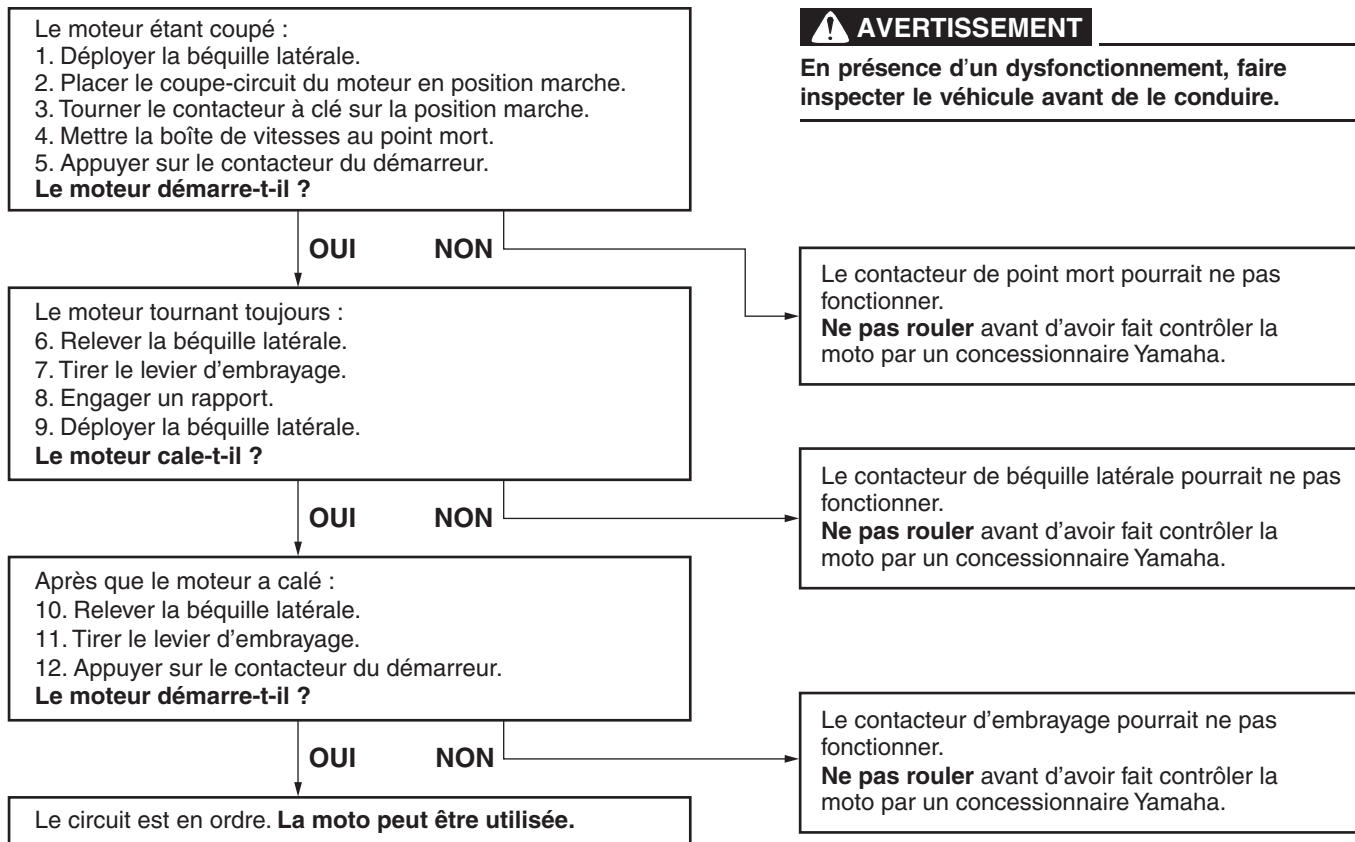 Le moteur étant coupé :
1. Déployer la béquille latérale.
2. Placer le coupe-circuit du moteur en position marche.
3. Tourner le contacteur à clé sur la position marche.
4. Mettre la boîte de vitesses au point mort.
5. Appuyer sur le contacteur du démarreur.
Le moteur démarre-t-il ?
AVERTISSEMENT
En présence d'un dysfonctionnement, faire
inspecter le véhicule avant de le conduire.
OUI NON
Le contacteur de point mort pourrait ne pas
fonctionner.
Ne pas rouler avant d'avoir fait contrôler la
moto par un concessionnaire Yamaha.
Le moteur tournant toujours :
6. Relever la béquille latérale.
7. Tirer le levier d'embrayage.
8. Engager un rapport.
9. Déployer la béquille latérale.
Le moteur cale-t-il ?
OUI NON
Le contacteur de béquille latérale pourrait ne pas
fonctionner.
Ne pas rouler avant d'avoir fait contrôler la
moto par un concessionnaire Yamaha.
Après que le moteur a calé :
10. Relever la béquille latérale.
11. Tirer le levier d'embrayage.
12. Appuyer sur le contacteur du démarreur.
Le moteur démarre-t-il ?
OUI NON
Le contacteur d'embrayage pourrait ne pas
fonctionner.
Ne pas rouler avant d'avoir fait contrôler la
moto par un concessionnaire Yamaha.
Le circuit est en ordre. La moto peut être utilisée.